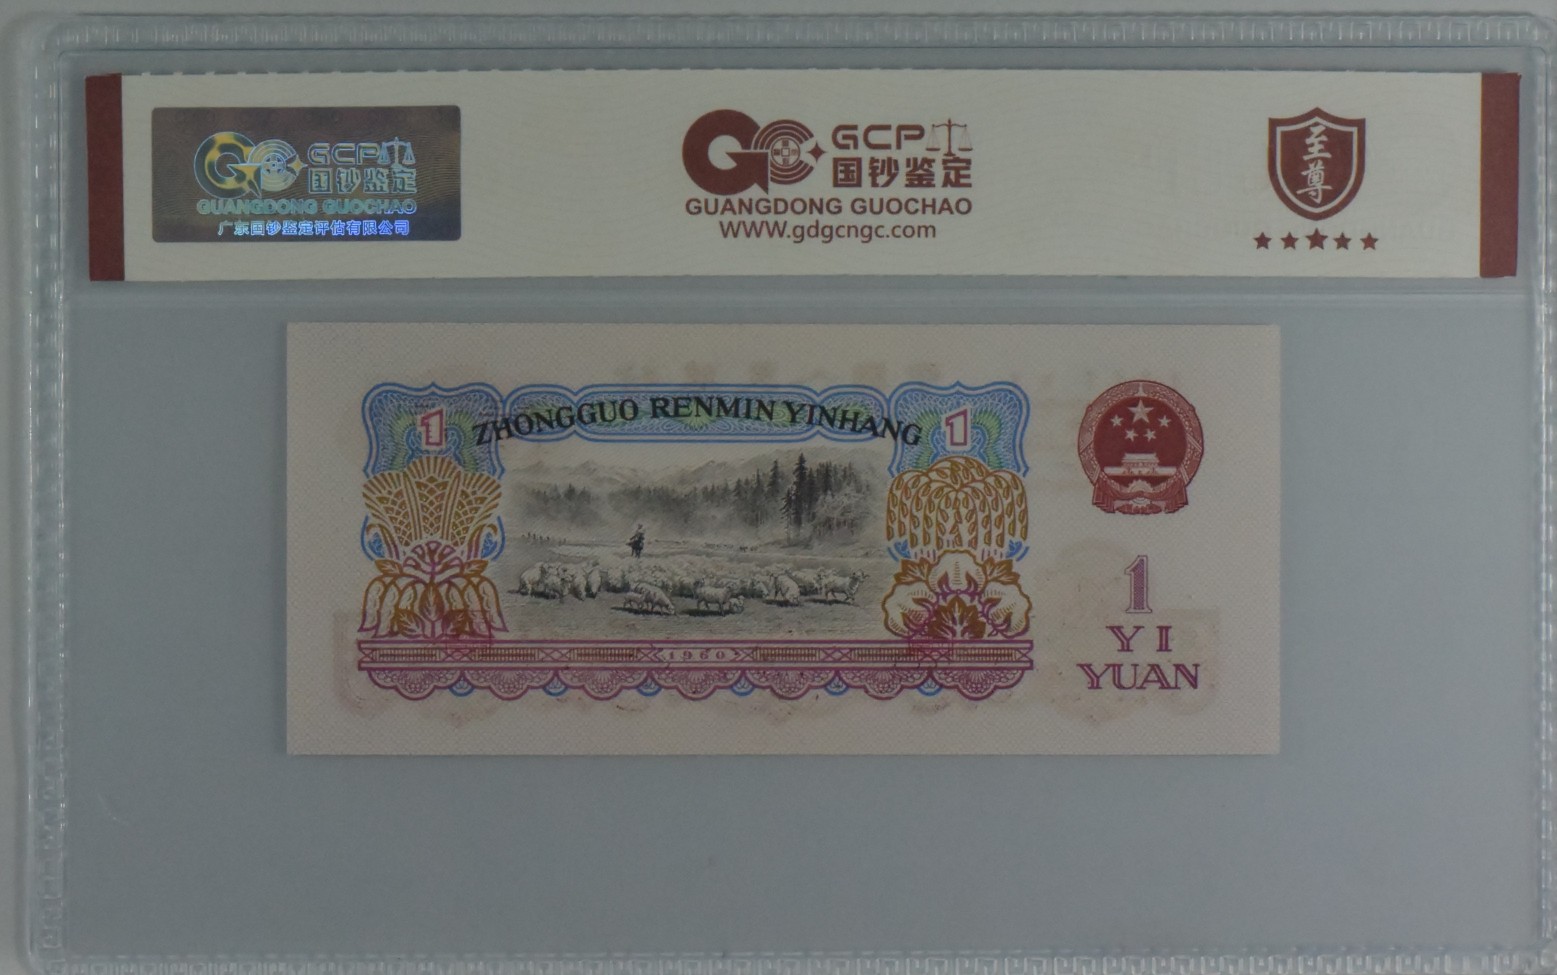 GCP
国钞鉴定
GUANGDONG GUOCHAO
广东国钞鉴定评估有限公司
GCP
国钞鉴定
GUANGDONG GUOCHAO
WWW.gdgcngc.com
至尊
1
ZHONGGUO RENMIN YINHANG
1
1
YI
YUAN
1960